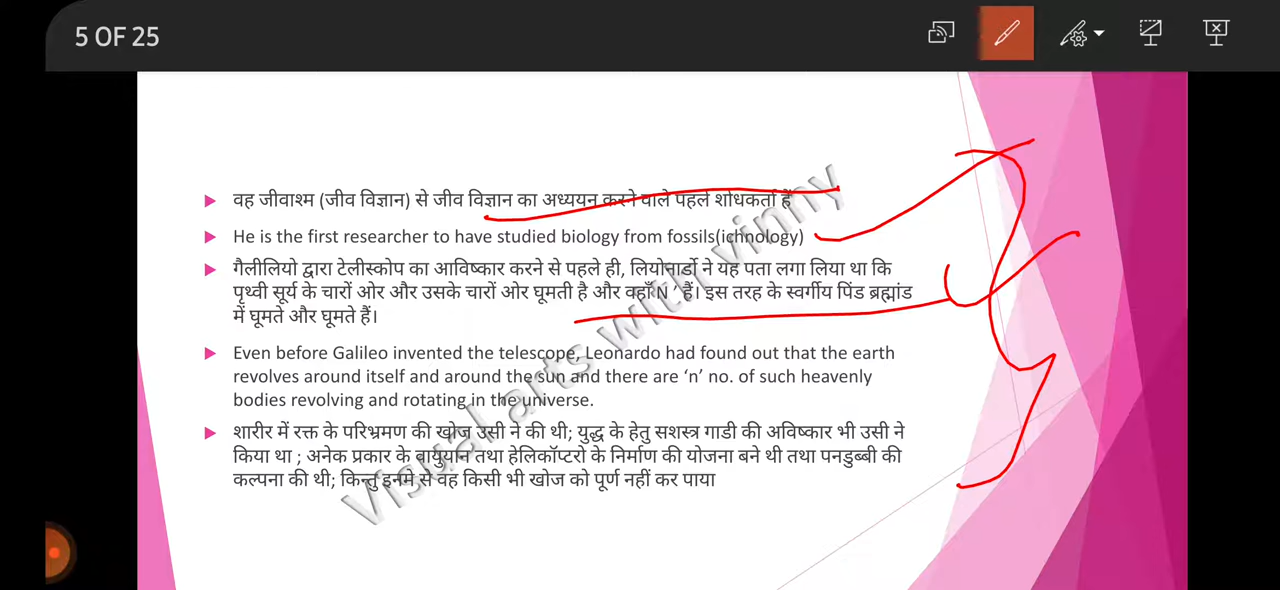 5 OF 25
वह जीवाश्म (जीव विज्ञान) से जीव विज्ञान का अध्ययन करने वाले पहले शोधकर्ता हैं
He is the first researcher to have studied biology from fossils(ichnology)
गैलीलियो द्वारा टेलीस्कोप का आविष्कार करने से पहले ही, लियोनार्डो ने यह पता लगा लिया था कि
पृथ्वी सूर्य के चारों ओर और उसके चारों ओर घूमती है और वहाँ 'N' हैं। इस तरह के स्वर्गीय पिंड ब्रह्मांड
में घूमते और घूमते हैं।
Even before Galileo invented the telescope, Leonardo had found out that the earth
revolves around itself and around the sun and there are ‘n’ no. of such heavenly
bodies revolving and rotating in the universe.
शारीर में रक्त के परिभ्रमण की खोज उसी ने की थी; युद्ध के हेतु सशस्त्र गाडी की अविष्कार भी उसी ने
किया था ; अनेक प्रकार के वायुयान तथा हेलिकॉप्टरो के निर्माण की योजना बने थी तथा पनडुब्बी की
कल्पना की थी; किन्तु इनमे से वह किसी भी खोज को पूर्ण नहीं कर पाया
Visual arts with vinny